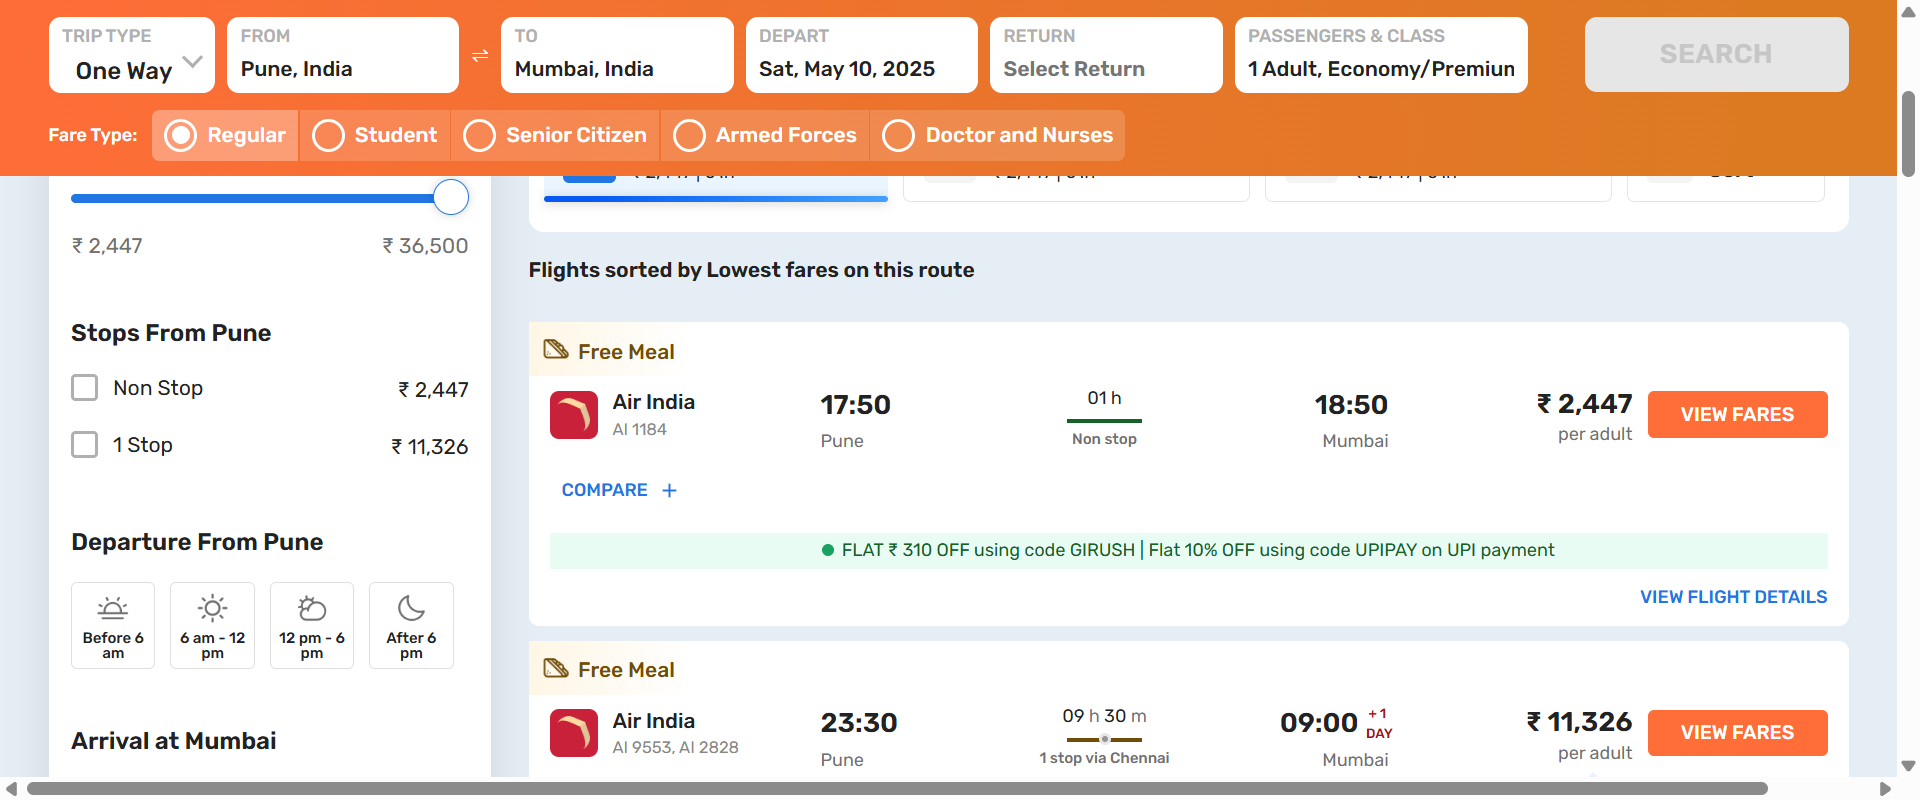 TRIP TYPE
One Way
FROM
Pune, India
TO
Mumbai, India
DEPART
Sat, May 10, 2025
RETURN
Select Return
PASSENGERS & CLASS
1 Adult, Economy/Premiun
SEARCH
Fare Type:
Regular
Student
Senior Citizen
Armed Forces
Doctor and Nurses
₹ 2,447
₹ 36,500
Stops From Pune
Non Stop
₹ 2,447
1 Stop
₹ 11,326
Departure From Pune
Before 6
am
6 am - 12
pm
12 pm - 6
pm
After 6
pm
Arrival at Mumbai
Flights sorted by Lowest fares on this route
Free Meal
Air India
AI 1184
17:50
Pune
01 h
Non stop
18:50
Mumbai
₹ 2,447
per adult
VIEW FARES
COMPARE +
FLAT ₹ 310 OFF using code GIRUSH | Flat 10% OFF using code UPIPAY on UPI payment
VIEW FLIGHT DETAILS
Free Meal
Air India
AI 9553, AI 2828
23:30
Pune
09 h 30 m
1 stop via Chennai
09:00
+ 1
DAY
Mumbai
₹ 11,326
per adult
VIEW FARES